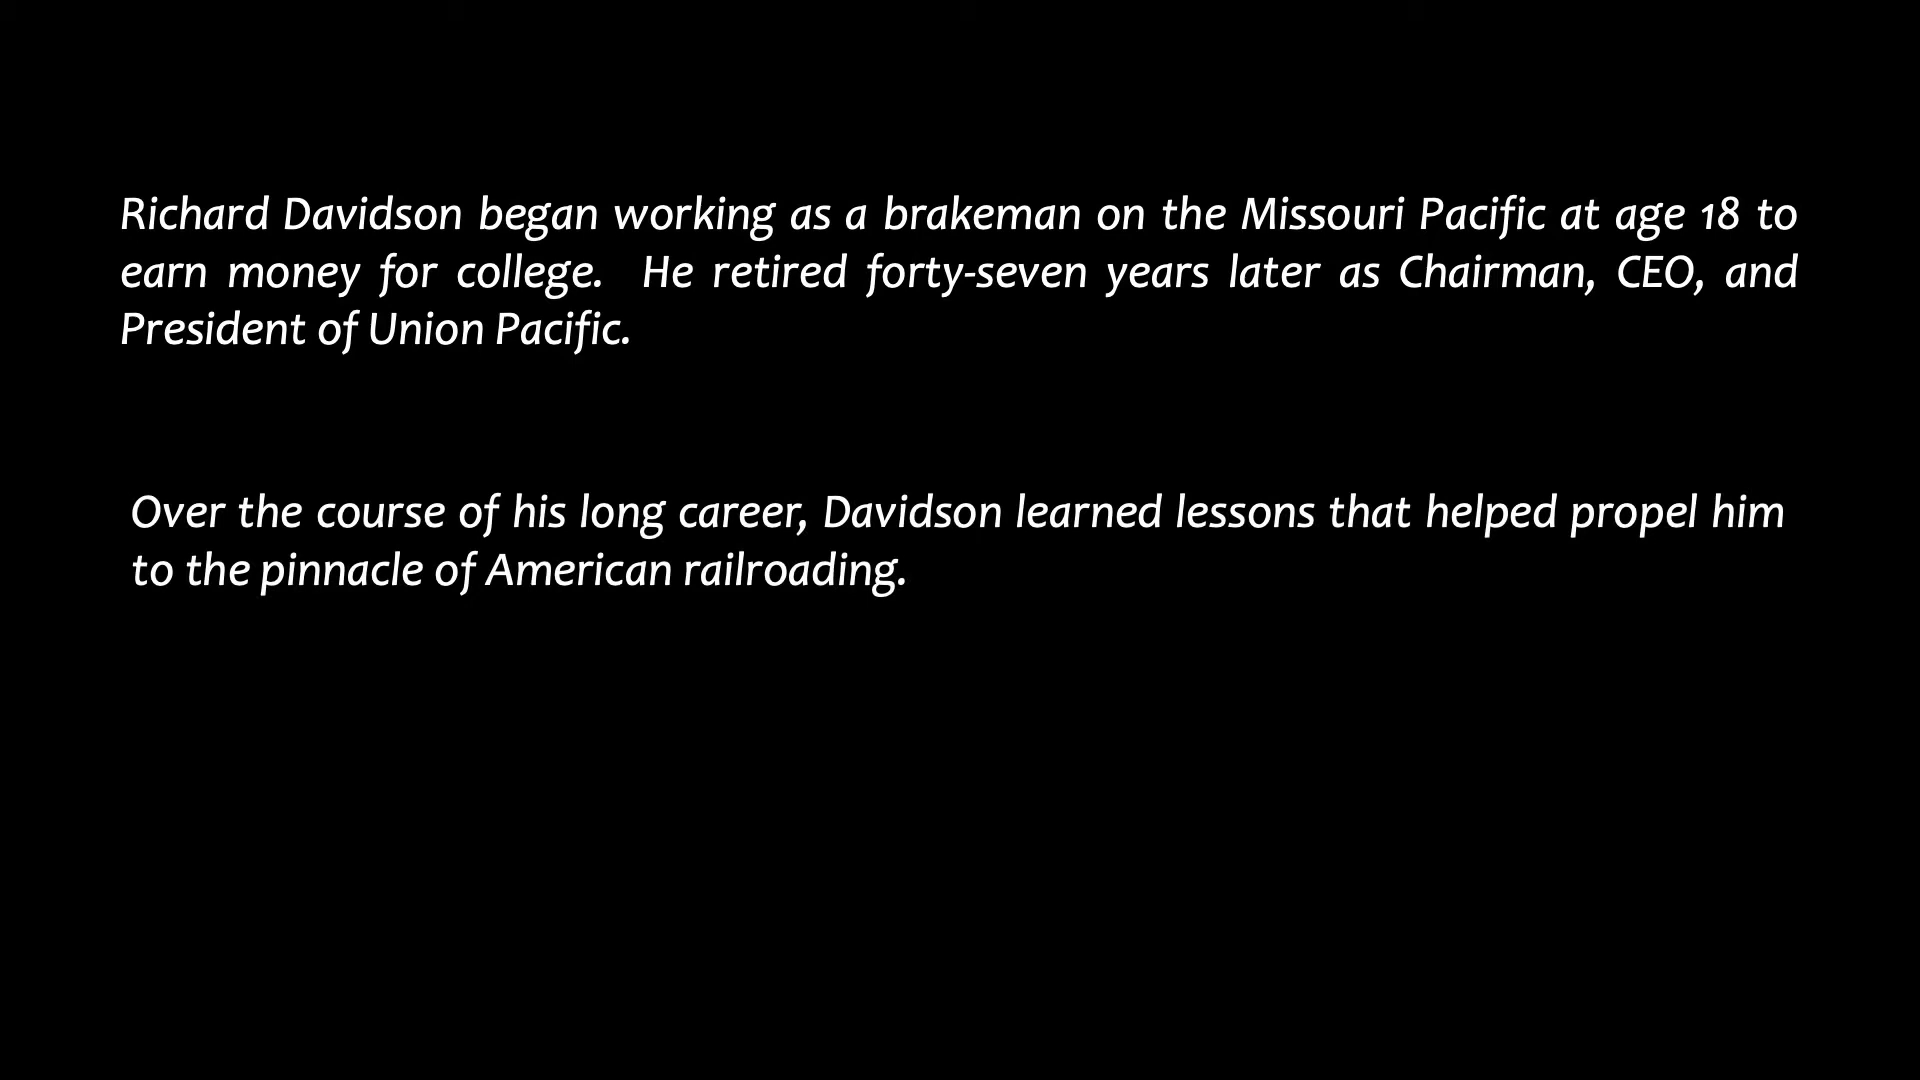 Richard Davidson began working as a brakeman on the Missouri Pacific at age 18 to
earn money for college.  He retired forty-seven years later as Chairman, CEO, and
President of Union Pacific.
Over the course of his long career, Davidson learned lessons that helped propel him
to the pinnacle of American railroading.